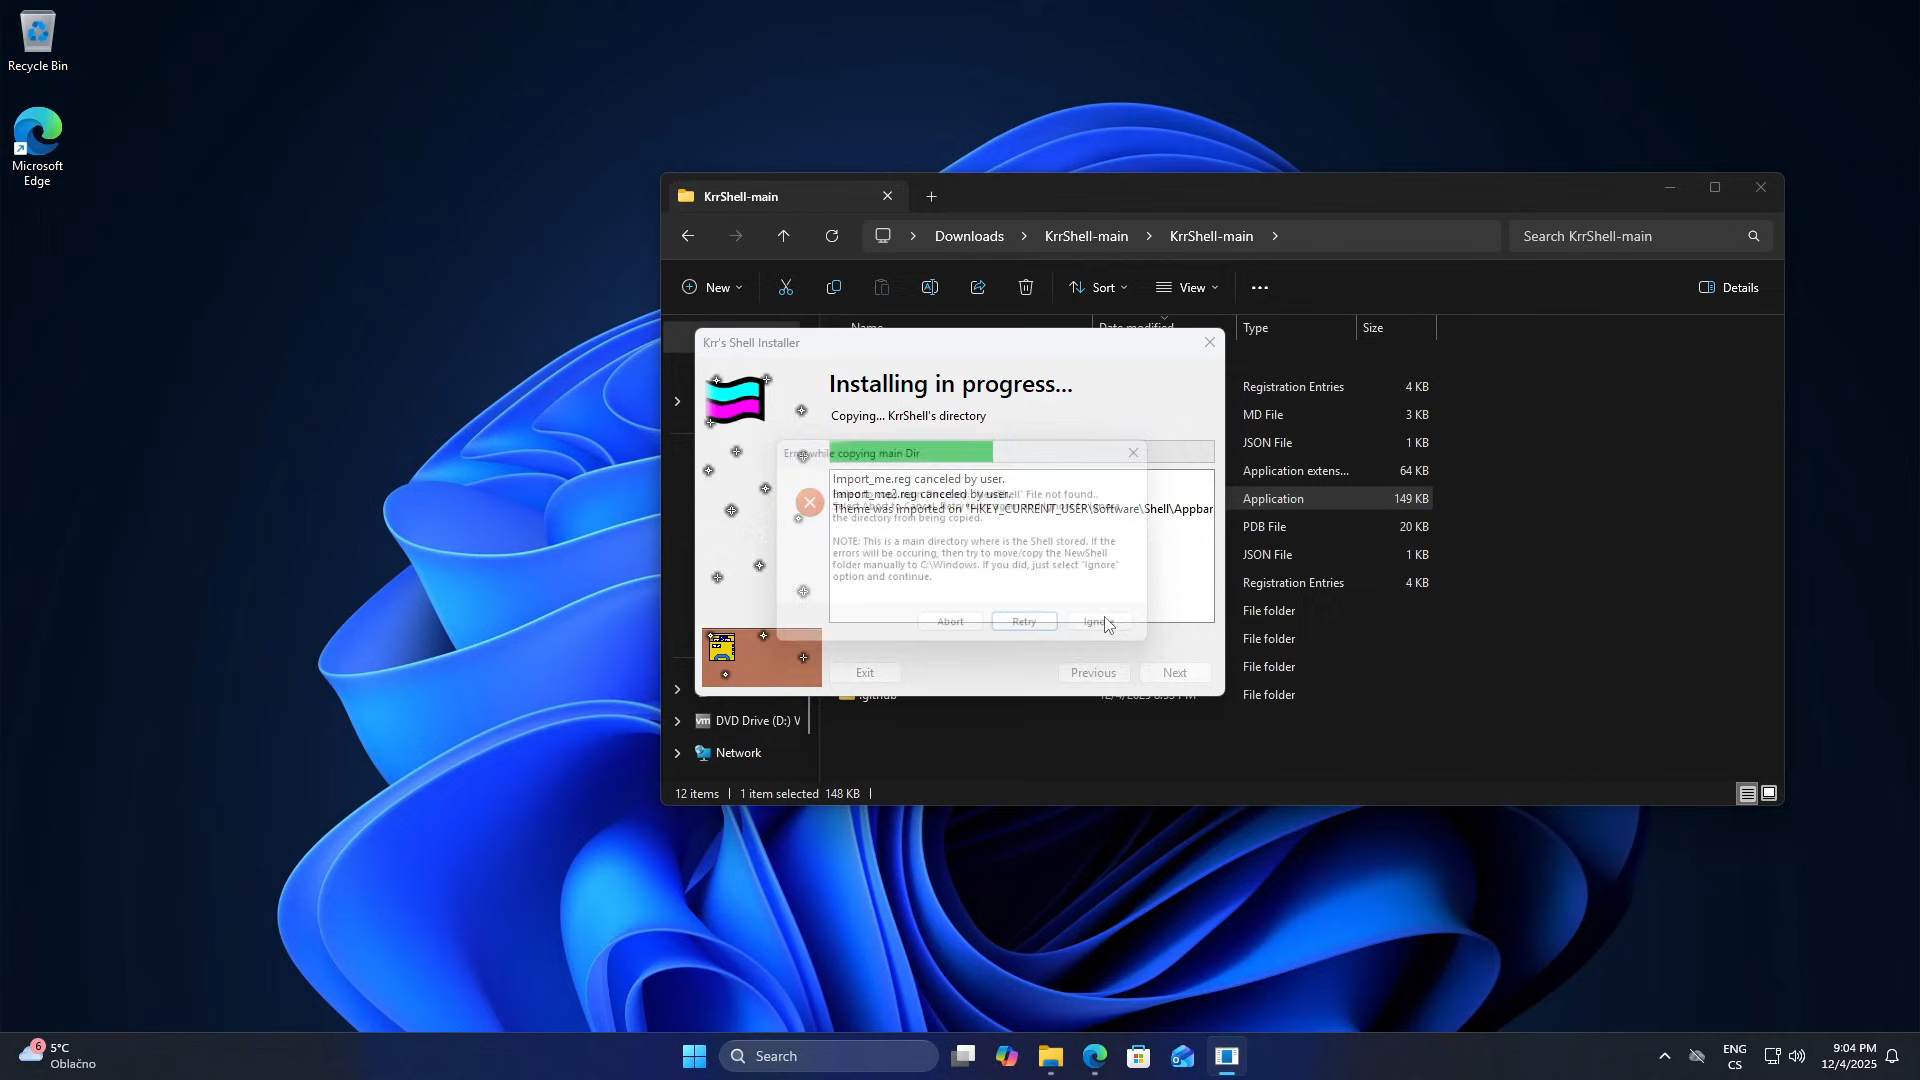 Recycle Bin
Microsoft
Edge
KrrShell-main
Downloads
KrrShell-main
KrrShell-main
Search KrrShell-main
New
Sort
View
Details
Name
Date modified
Type
Size
Registration Entries
4 KB
MD File
3 KB
JSON File
1 KB
Application extens...
64 KB
Application
149 KB
PDB File
20 KB
JSON File
1 KB
Registration Entries
4 KB
File folder
File folder
File folder
.github
File folder
DVD Drive (D:) V
Network
12 items
1 item selected 148 KB
Krr's Shell Installer
Installing in progress...
Copying... KrrShell's directory
while copying main Dir
Import_me.reg canceled by user.
Import_me2.reg canceled by user.
File not found..
Theme was imported on "HKEY_CURRENT_USER\Software\Shell\Appbar
the directory from being copied.
NOTE: This is a main directory where is the Shell stored. If the
errors will be occuring, then try to move/copy the NewShell
folder manually to C:\Windows. If you did, just select "Ignore"
option and continue.
Abort
Retry
Exit
Previous
Next
6
5°C
Oblačno
Search
ENG
CS
9:04 PM
12/4/2025